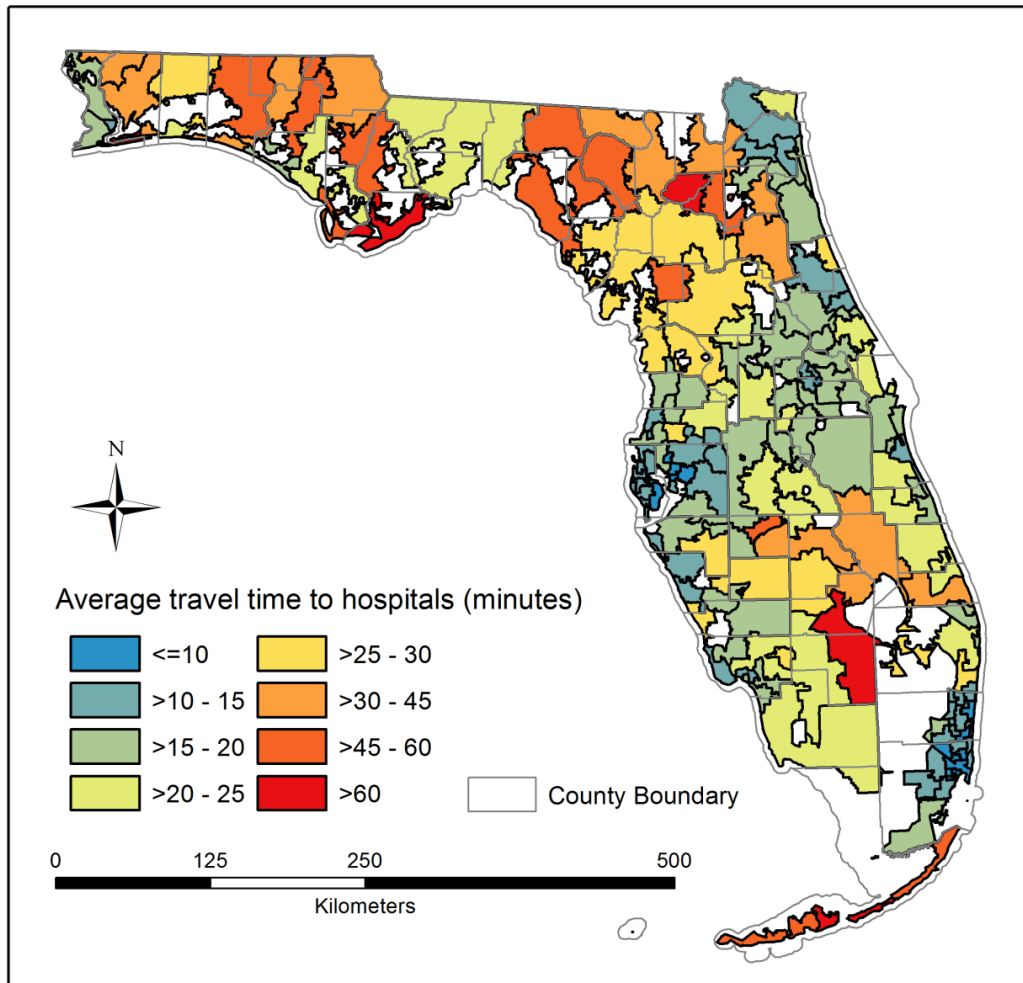 N
Average travel time to hospitals (minutes)
<=10
>25 - 30
>10 - 15
>30 - 45
>15 - 20
>45 - 60
>20 - 25
>60
County Boundary
0
125
250
500
Kilometers